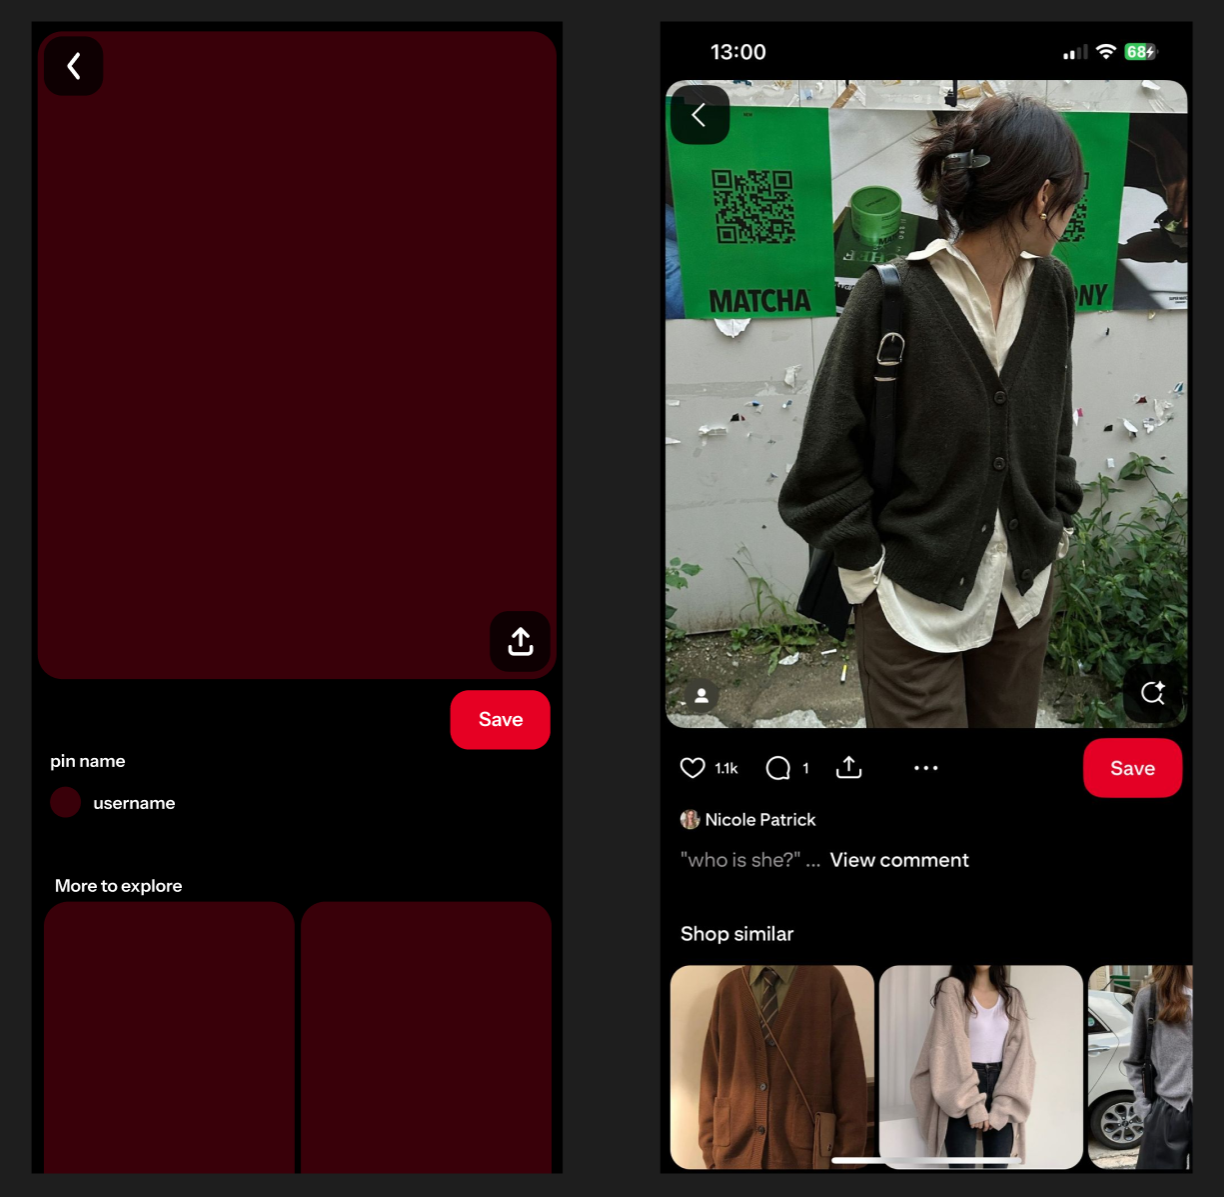 Save
pin name
username
More to explore
13:00
68
MATCHA
1.1k
1
Save
Nicole Patrick
"who is she?" ... View comment
Shop similar